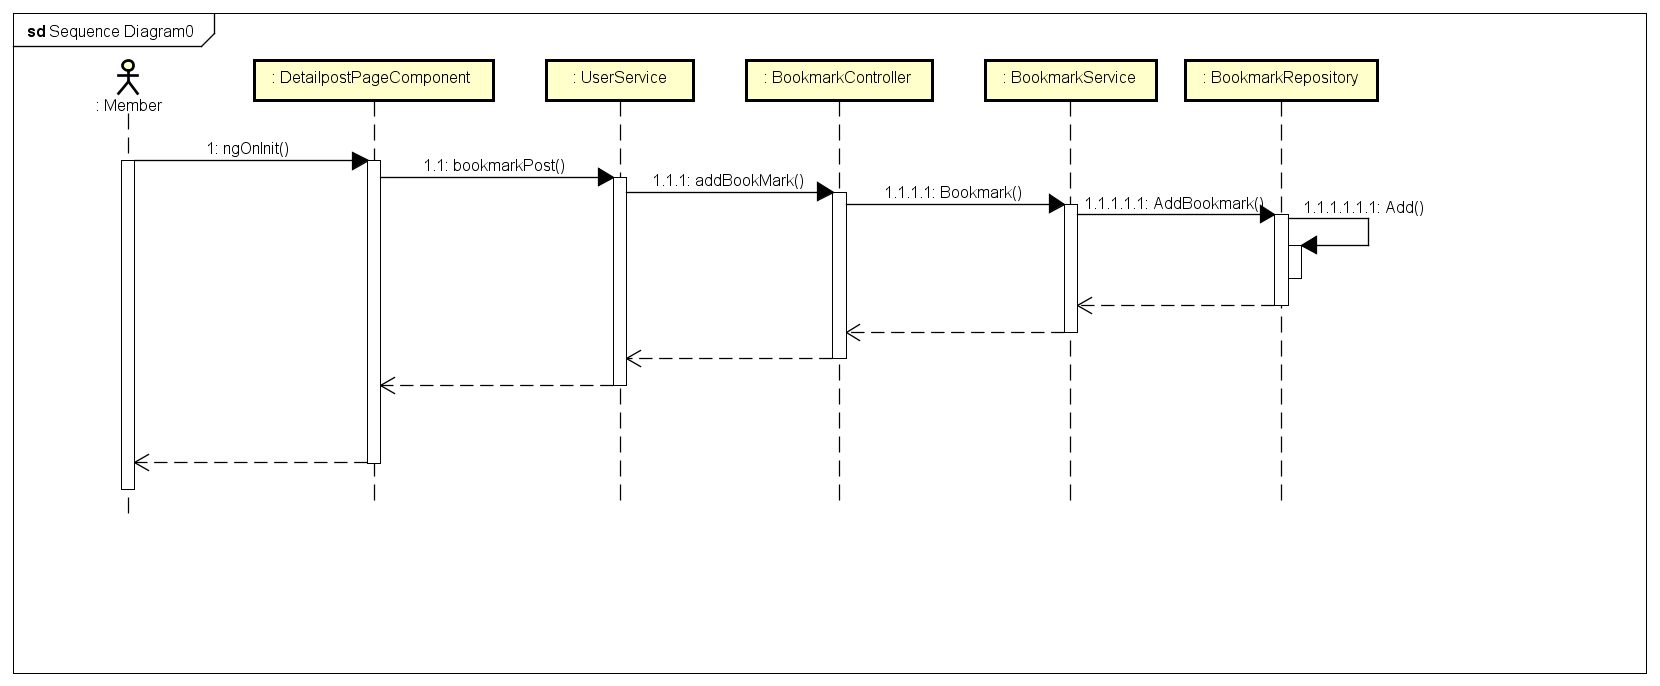 sd Sequence Diagram0
: Member
: DetailpostPageComponent
: UserService
: BookmarkController
: BookmarkService
: BookmarkRepository
1: ngOnInit()
1.1: bookmarkPost()
1.1.1: addBookMark()
1.1.1.1: Bookmark()
1.1.1.1.1: AddBookmark()
1.1.1.1.1.1: Add()